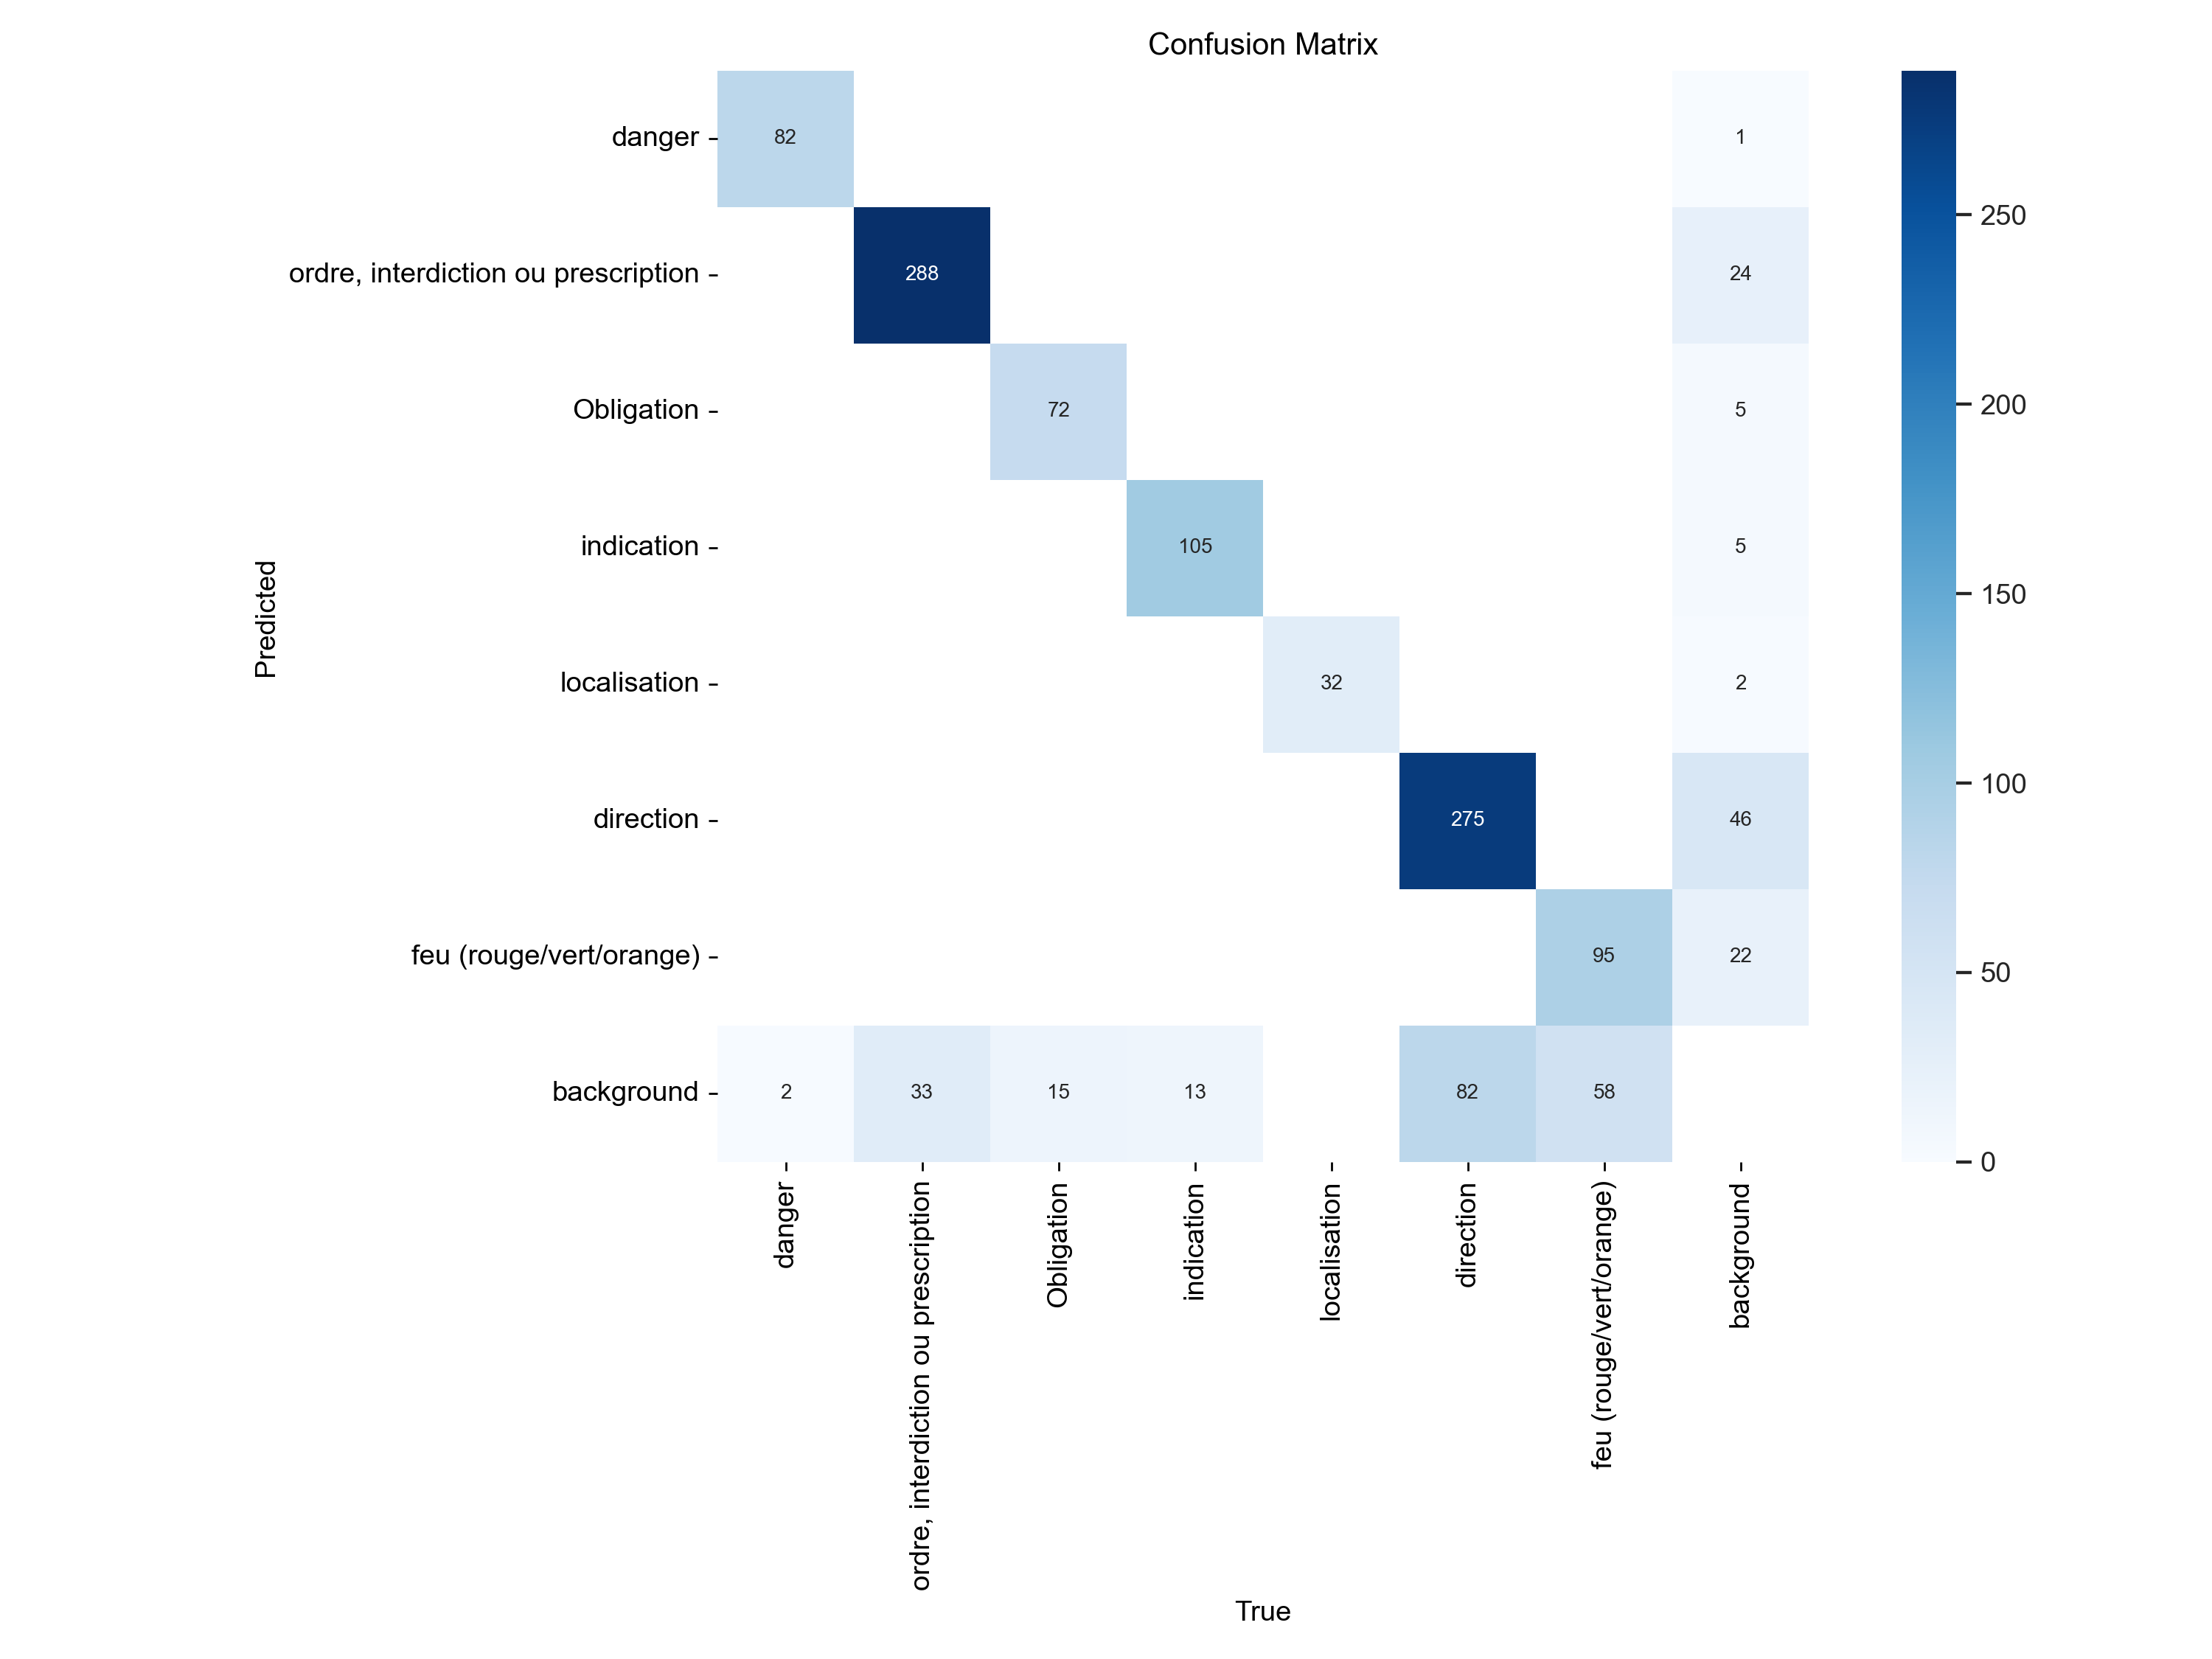 Confusion Matrix
danger
82
1
ordre, interdiction ou prescription
288
24
Obligation
72
5
indication
105
5
localisation
32
2
direction
275
46
feu (rouge/vert/orange)
95
22
background
2
33
15
13
82
58
Predicted
danger
ordre, interdiction ou prescription
Obligation
indication
localisation
direction
feu (rouge/vert/orange)
background
True
250
200
150
100
50
0